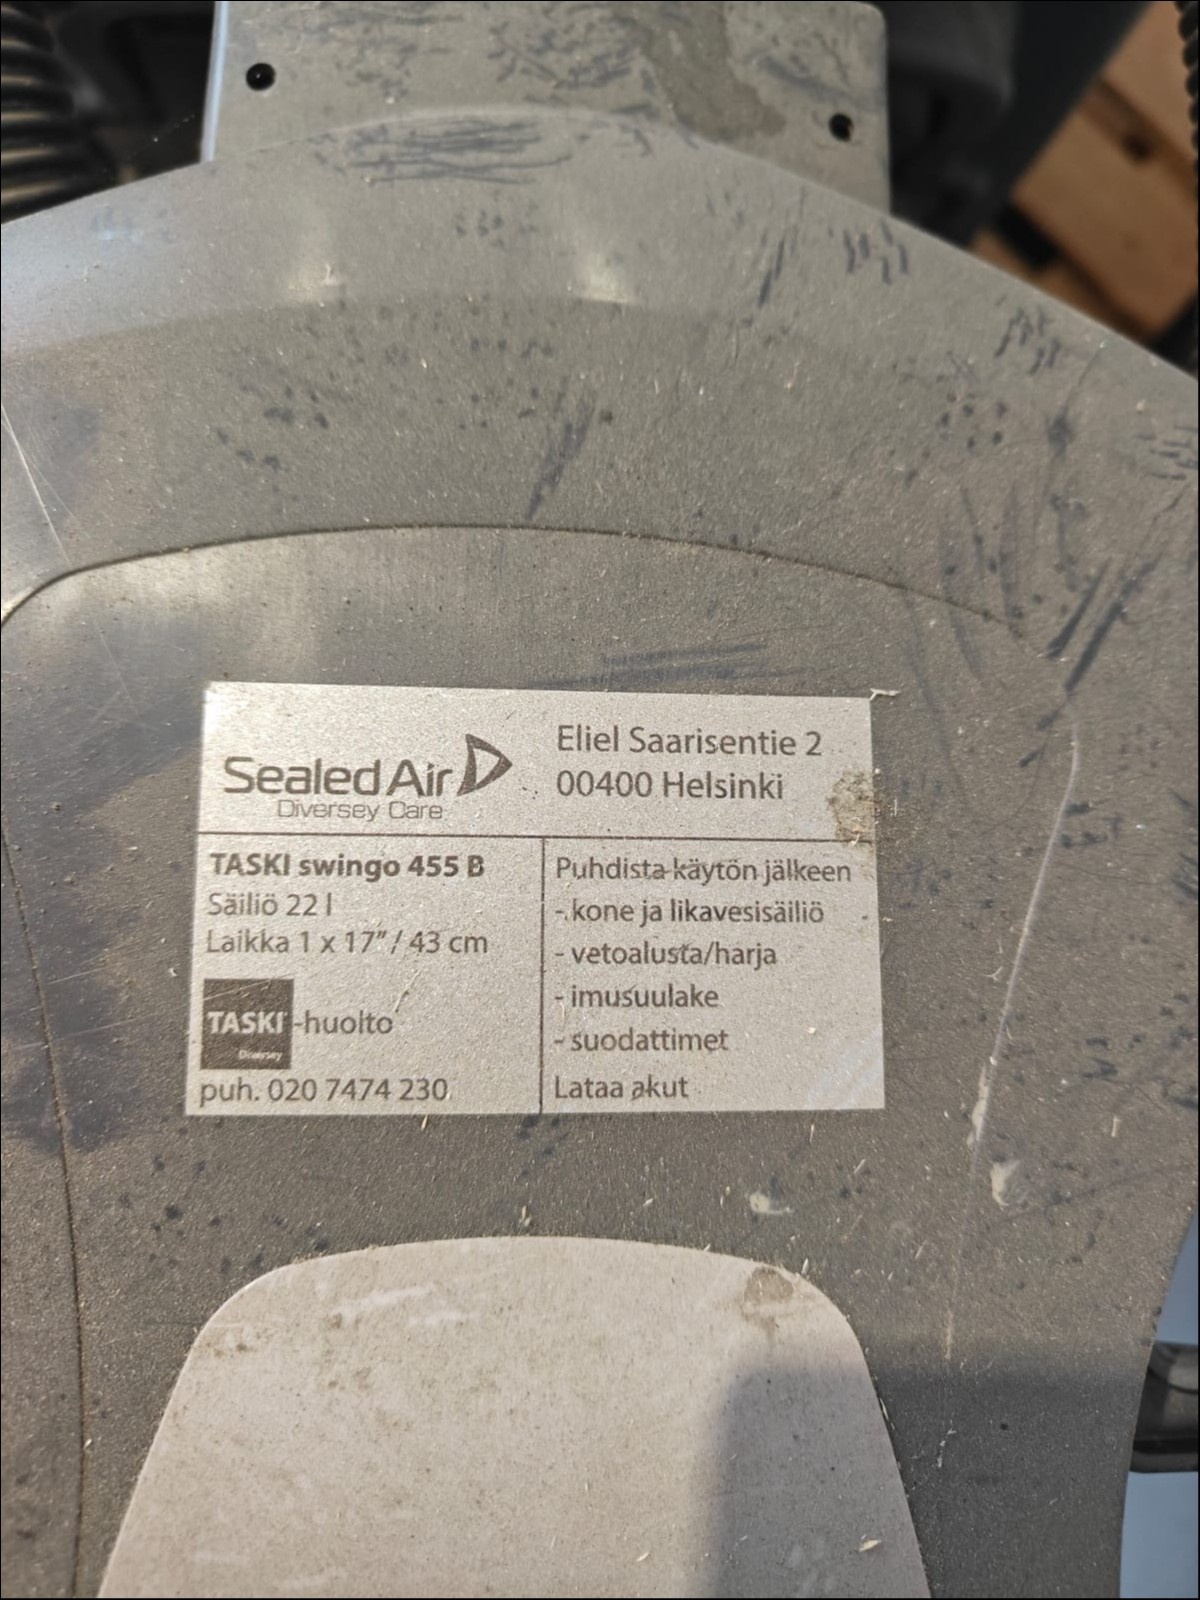 Sealed Air
Diversey Care
Eliel Saarisentie 2
00400 Helsinki
TASKI swingo 455 B
Säiliö 22 l
Laikka 1 x 17” / 43 cm
TASKI
Diversey
-huolto
puh. 020 7474 230
Puhdista käytön jälkeen
- kone ja likavesisäiliö
- vetoalusta/harja
- imusuulake
- suodattimet
Lataa akut